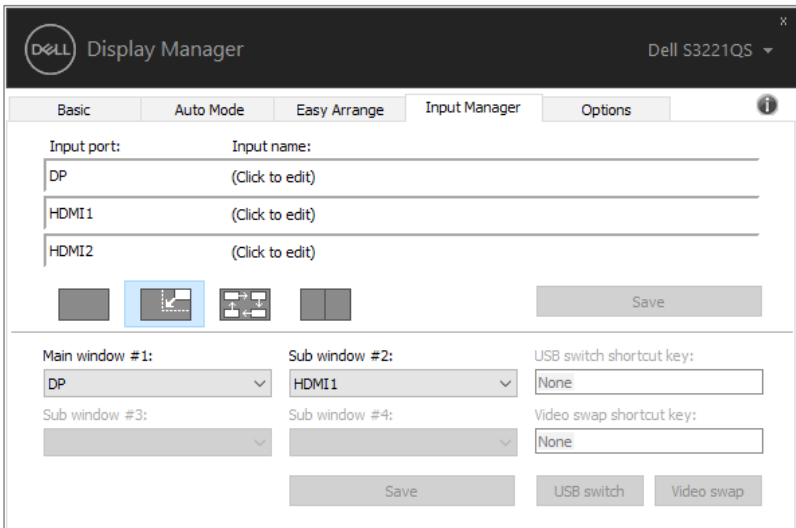 x
DELL Display Manager Dell S3221QS
Basic Auto Mode Easy Arrange Input Manager Options i
Input port: Input name:
DP (Click to edit)
HDMI1 (Click to edit)
HDMI2 (Click to edit)
Save
Main window #1: Sub window #2: USB switch shortcut key:
DP HDMI1 None
Sub window #3: Sub window #4: Video swap shortcut key:
None
Save USB switch Video swap